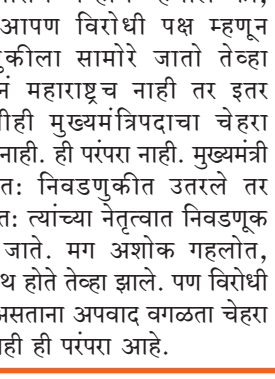 आपण विरोधी पक्ष म्हणून
सामोरे जातो तेव्हा
महाराष्ट्रच नाही तर इतर
मुख्यमंत्रिपदाचा चेहरा
नाही. ही परंपरा नाही. मुख्यमंत्री
निवडणुकीत उतरले तर
त्यांच्या नेतृत्वात निवडणूक
जाते. मग अशोक गहलोत,
होते तेव्हा झाले. पण विरोधी
असताना अपवाद वगळता चेहरा
ही परंपरा आहे.